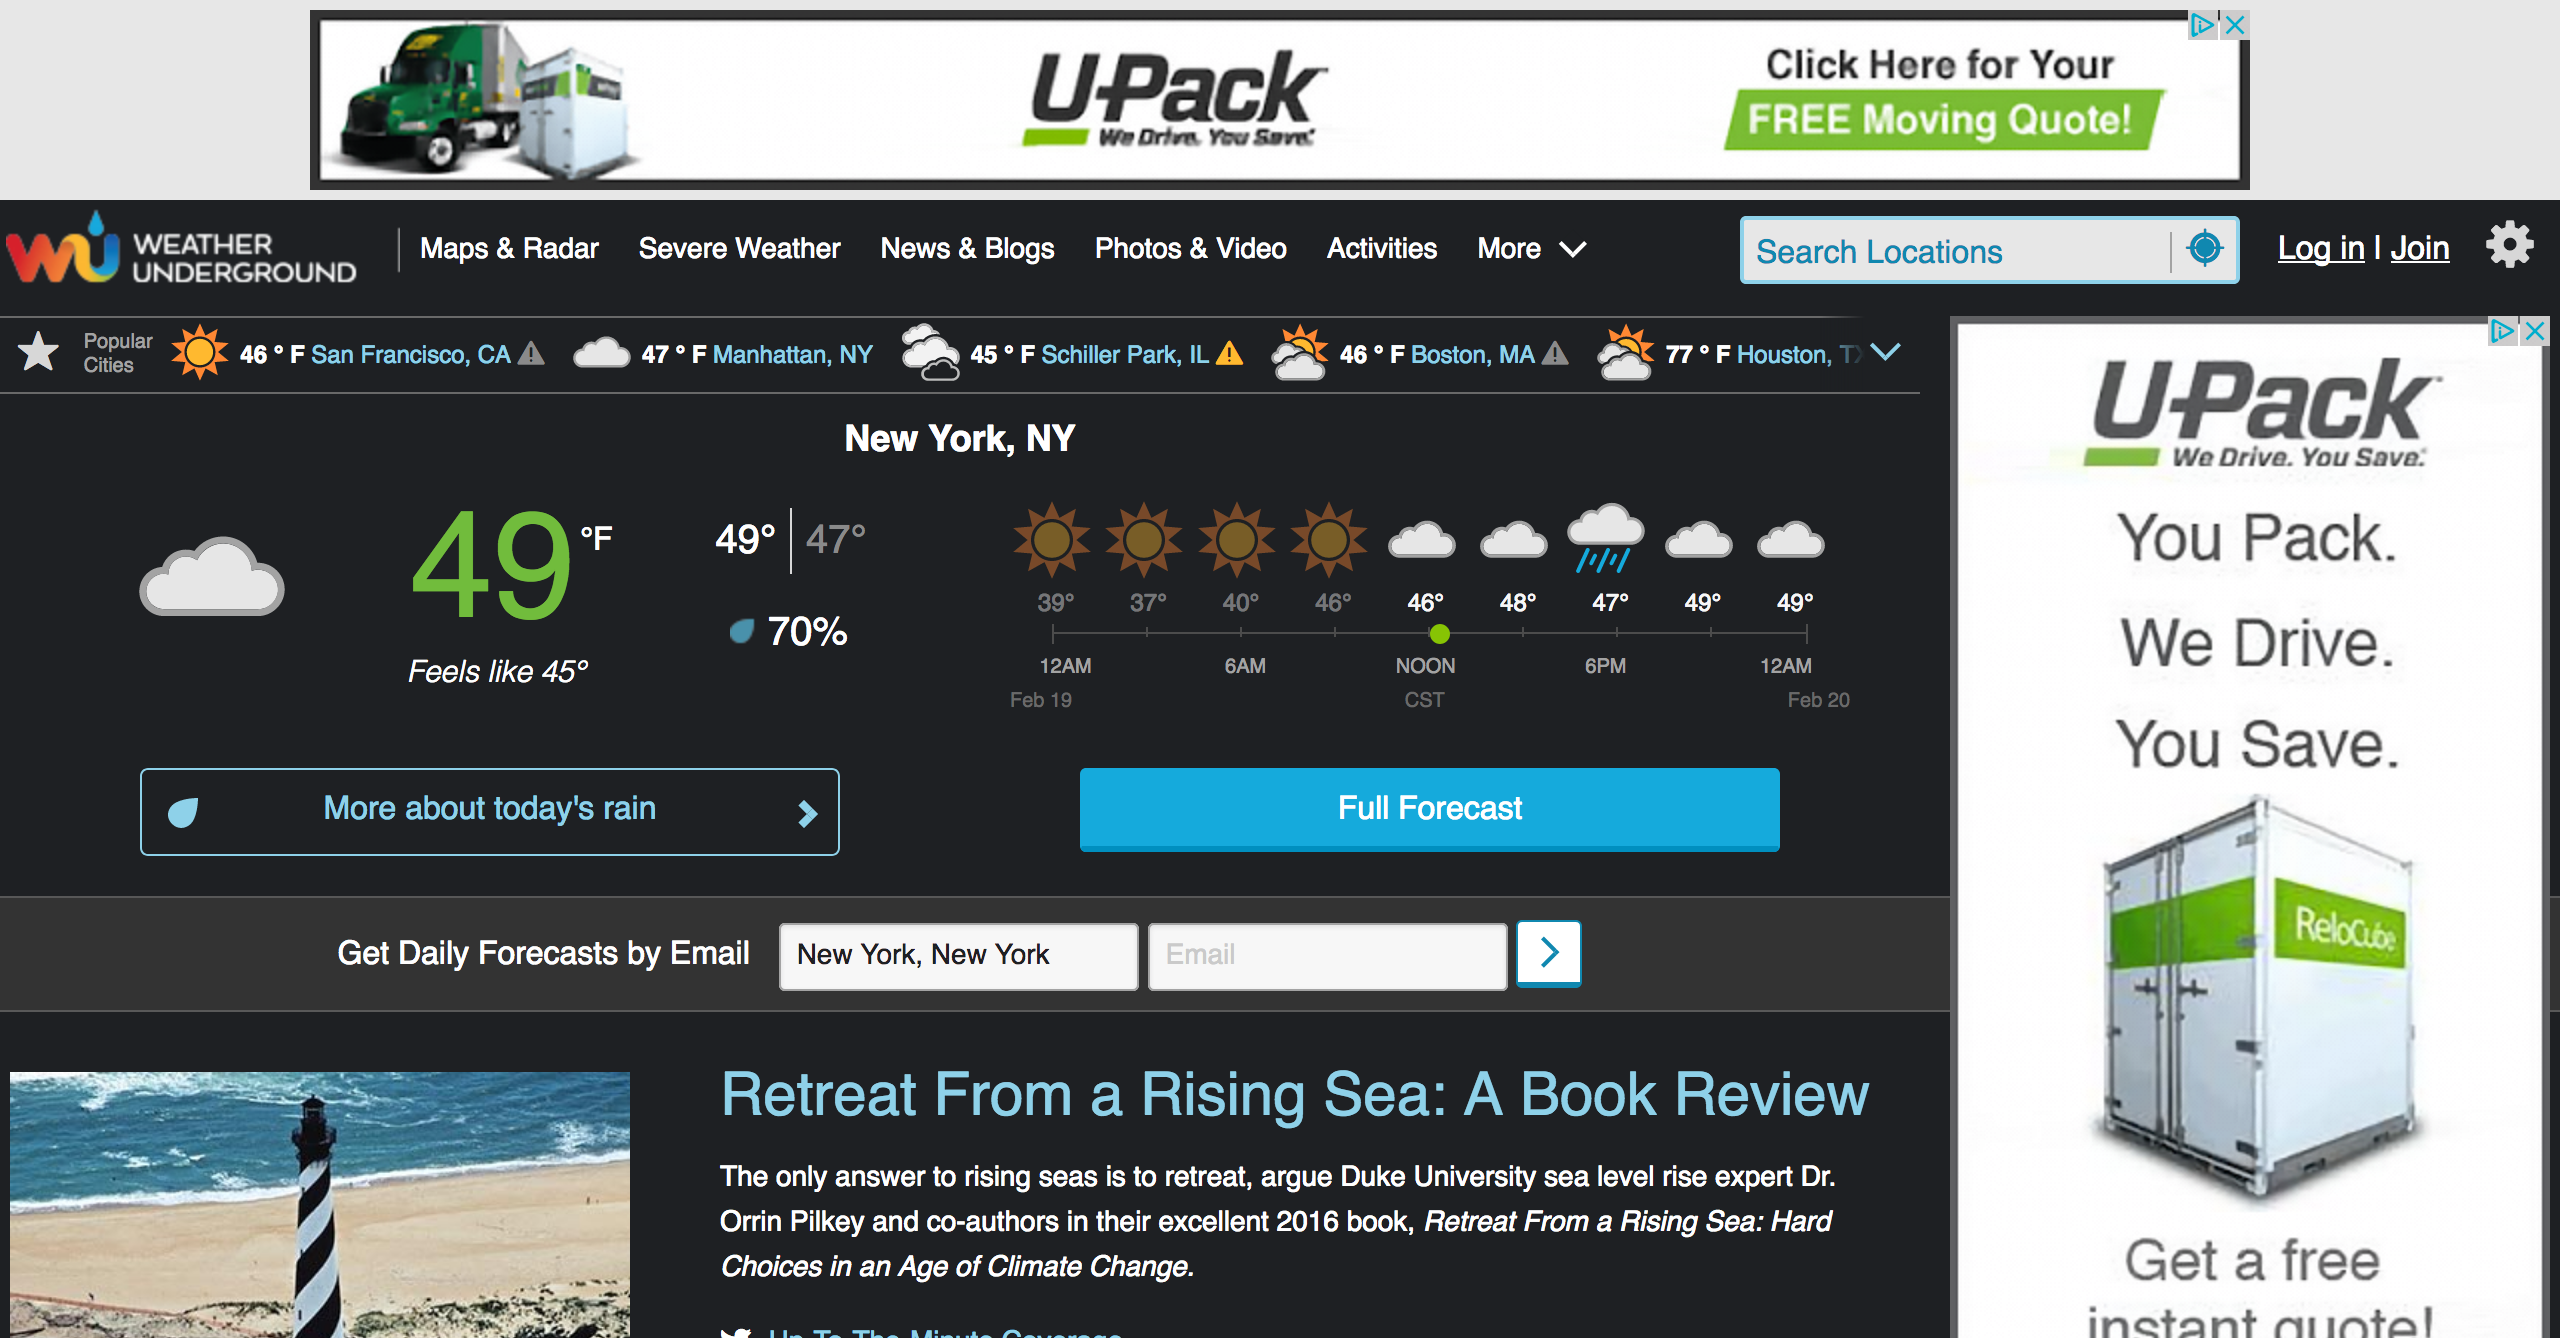 U-Pack
We Drive. You Save.
Click Here for Your
FREE Moving Quote!
WU WEATHER UNDERGROUND
Maps & Radar
Severe Weather
News & Blogs
Photos & Video
Activities
More
Search Locations
Log in | Join
Popular Cities
46 ° F San Francisco, CA
47 ° F Manhattan, NY
45 ° F Schiller Park, IL
46 ° F Boston, MA
77 ° F Houston, TX
New York, NY
49 °F
Feels like 45°
49° | 47°
70%
39° 37° 40° 46° 46° 48° 47° 49° 49°
12AM 6AM NOON 6PM 12AM
Feb 19 CST Feb 20
More about today's rain
Full Forecast
Get Daily Forecasts by Email
New York, New York
Email
Retreat From a Rising Sea: A Book Review
The only answer to rising seas is to retreat, argue Duke University sea level rise expert Dr.
Orrin Pilkey and co-authors in their excellent 2016 book, Retreat From a Rising Sea: Hard
Choices in an Age of Climate Change.
Up To The Minute Coverage
U-Pack
We Drive. You Save.
You Pack.
We Drive.
You Save.
ReloCube
Get a free
instant quote!